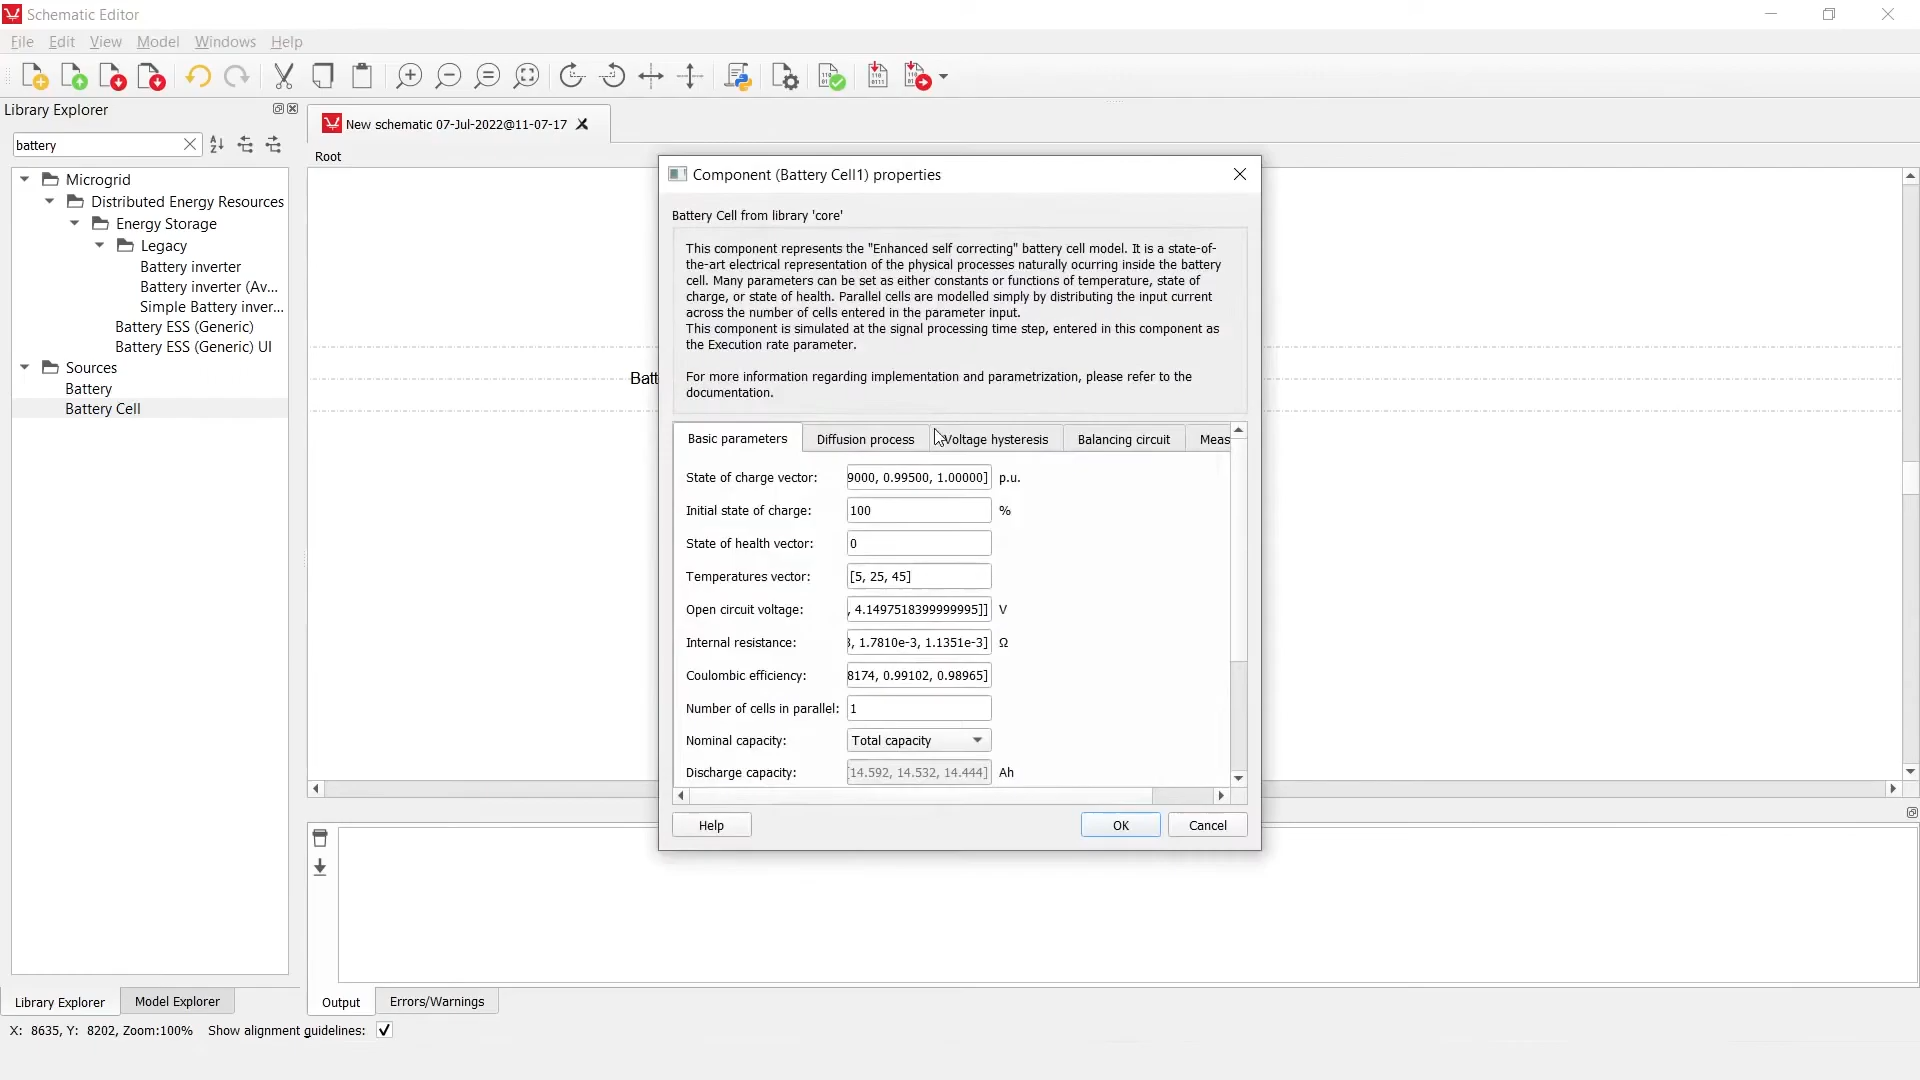 Schematic Editor
File Edit View Model Windows Help
Library Explorer
battery
New schematic 07-Jul-2022@11-07-17
Root
Microgrid
Distributed Energy Resources
Energy Storage
Legacy
Battery inverter
Battery inverter (Av...
Simple Battery inver...
Battery ESS (Generic)
Battery ESS (Generic) UI
Sources
Battery
Battery Cell
Batt
Component (Battery Cell1) properties
Battery Cell from library 'core'
This component represents the "Enhanced self correcting" battery cell model. It is a state-of-
the-art electrical representation of the physical processes naturally ocurring inside the battery
cell. Many parameters can be set as either constants or functions of temperature, state of
charge, or state of health. Parallel cells are modelled simply by distributing the input current
across the number of cells entered in the parameter input.
This component is simulated at the signal processing time step, entered in this component as
the Execution rate parameter.
For more information regarding implementation and parametrization, please refer to the
documentation.
Basic parameters Diffusion process Voltage hysteresis Balancing circuit Meas
State of charge vector: 9000, 0.99500, 1.00000] p.u.
Initial state of charge: 100 %
State of health vector: 0
Temperatures vector: [5, 25, 45]
Open circuit voltage: , 4.1497518399999995]] V
Internal resistance: , 1.7810e-3, 1.1351e-3] Ω
Coulombic efficiency: 8174, 0.99102, 0.98965]
Number of cells in parallel: 1
Nominal capacity: Total capacity
Discharge capacity: [14.592, 14.532, 14.444] Ah
Help OK Cancel
Library Explorer Model Explorer Output Errors/Warnings
X: 8635, Y: 8202, Zoom:100% Show alignment guidelines: